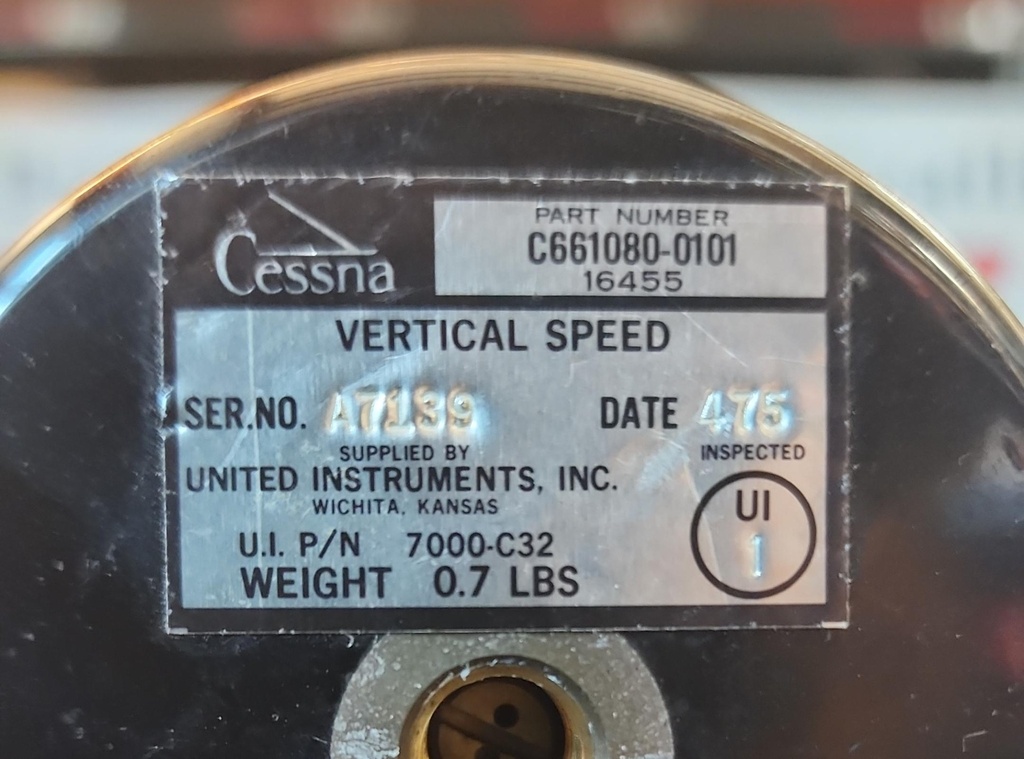 Cessna
PART NUMBER
C661080-0101
16455
VERTICAL SPEED
SER.NO. A7139 DATE 475
SUPPLIED BY
INSPECTED
UNITED INSTRUMENTS, INC.
WICHITA, KANSAS
UI
1
U.I. P/N 7000-C32
WEIGHT 0.7 LBS